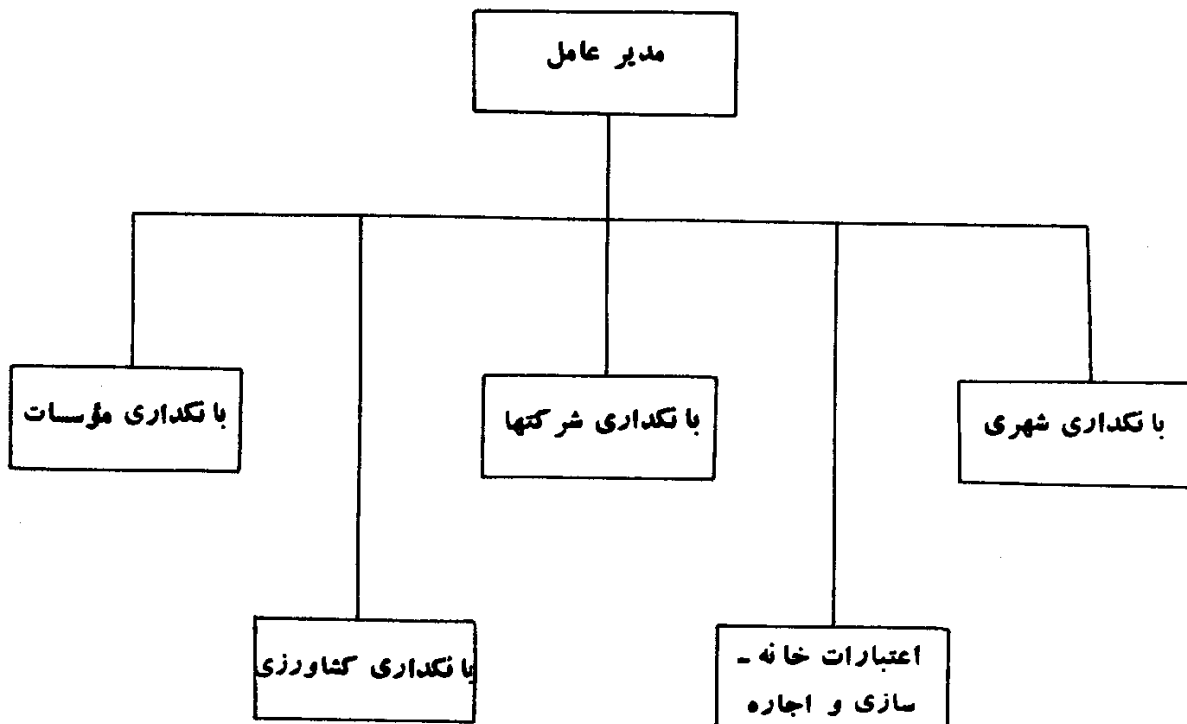 مدیر عامل
بانکداری شهری
بانکداری شرکتها
بانکداری مؤسسات
اعتبارات خانه ـ
سازی و اجاره
بانکداری کشاورزی